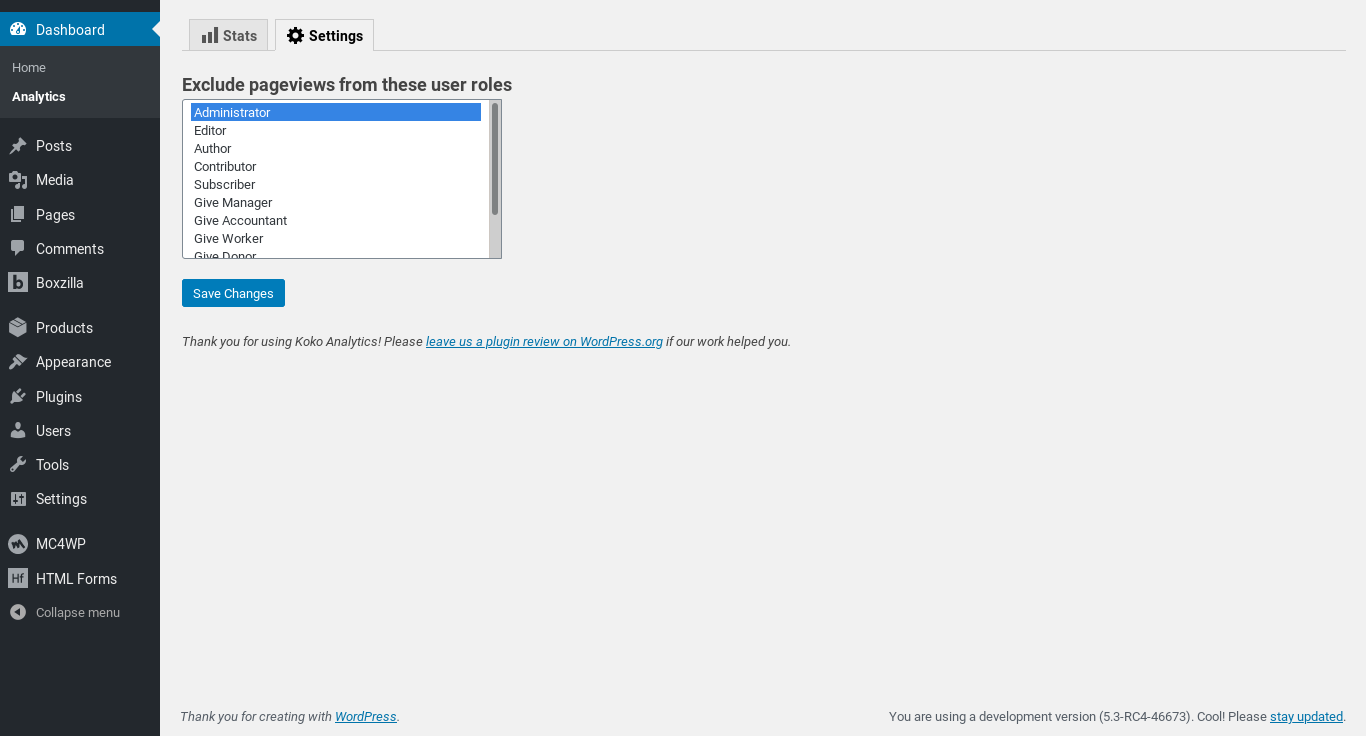 Dashboard
Home
Analytics
Posts
Media
Pages
Comments
Boxzilla
Products
Appearance
Plugins
Users
Tools
Settings
MC4WP
HTML Forms
Collapse menu
Stats
Settings
Exclude pageviews from these user roles
Administrator
Editor
Author
Contributor
Subscriber
Give Manager
Give Accountant
Give Worker
Give Donor
Save Changes
Thank you for using Koko Analytics! Please leave us a plugin review on WordPress.org if our work helped you.
Thank you for creating with WordPress.
You are using a development version (5.3-RC4-46673). Cool! Please stay updated.